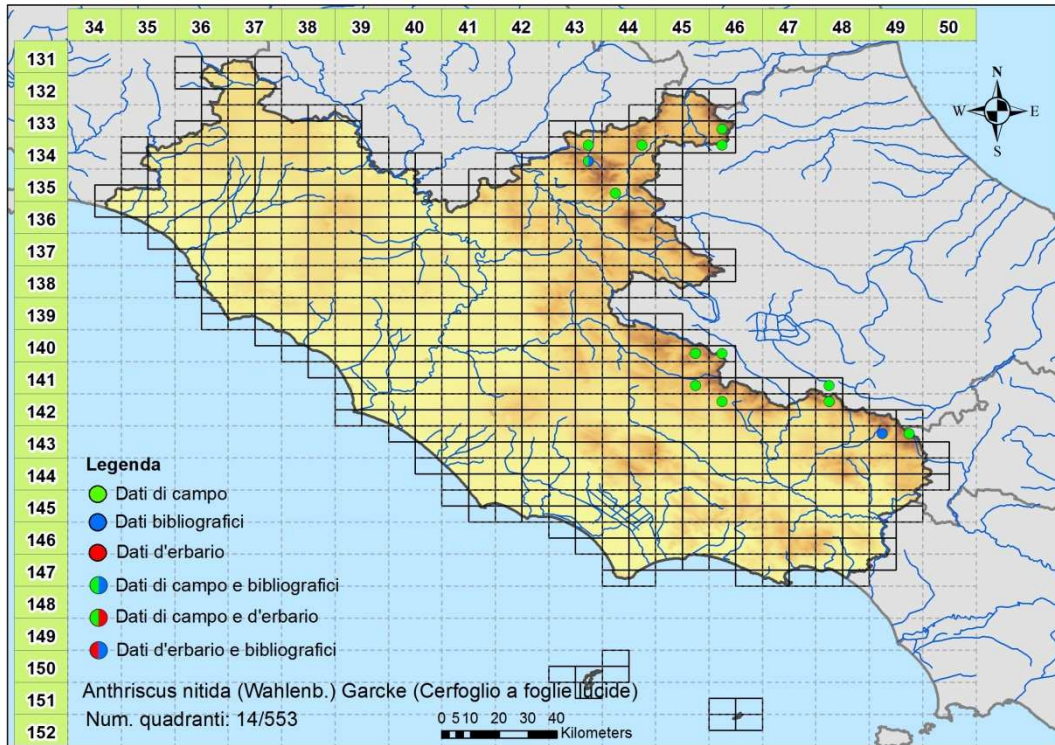 34 35 36 37 38 39 40 41 42 43 44 45 46 47 48 49 50
131
132
133
134
135
136
137
138
139
140
141
142
143
144
145
146
147
148
149
150
151
152
N
W E
S
Legenda
Dati di campo
Dati bibliografici
Dati d'erbario
Dati di campo e bibliografici
Dati di campo e d'erbario
Dati d'erbario e bibliografici
Anthriscus nitida (Wahlenb.) Garcke (Cerfoglio a foglie lucide)
Num. quadranti: 14/553
0 5 10 20 30 40
Kilometers